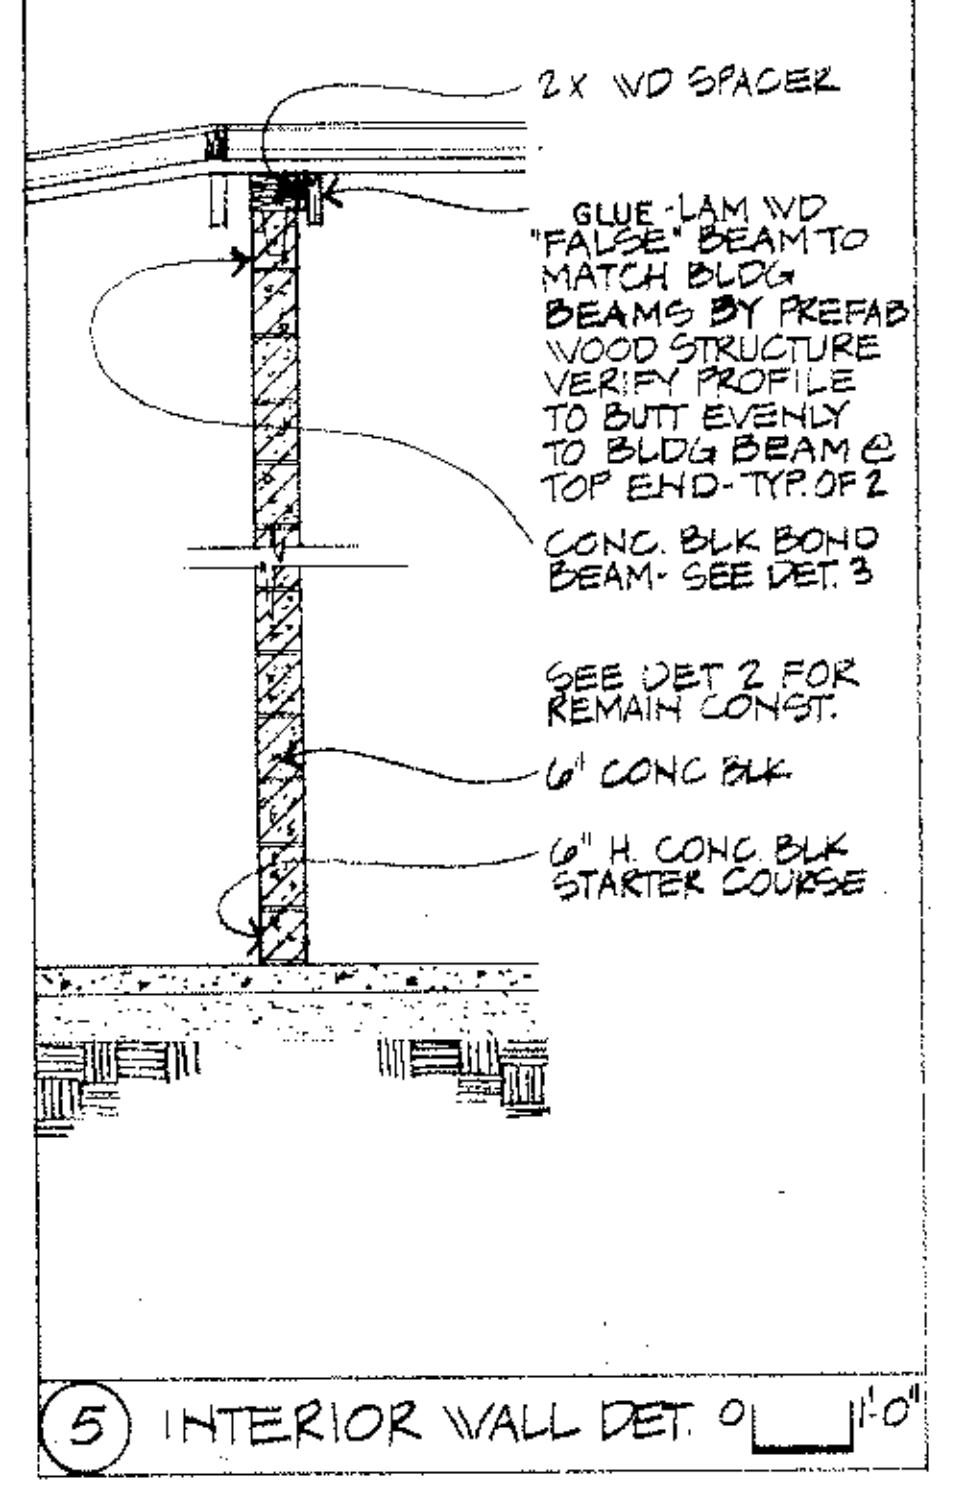 2X WD SPACER
GLUE-LAM WD
"FALSE" BEAM TO
MATCH BLDG
BEAMS BY PREFAB
WOOD STRUCTURE
VERIFY PROFILE
TO BUTT EVENLY
TO BLDG BEAM @
TOP END-TYP. OF 2
CONC. BLK BOND
BEAM- SEE DET. 3
SEE DET 2 FOR
REMAIN CONST.
6" CONC BLK
6" H. CONC. BLK
STARTER COURSE
5 INTERIOR WALL DET. 0 1'-0"